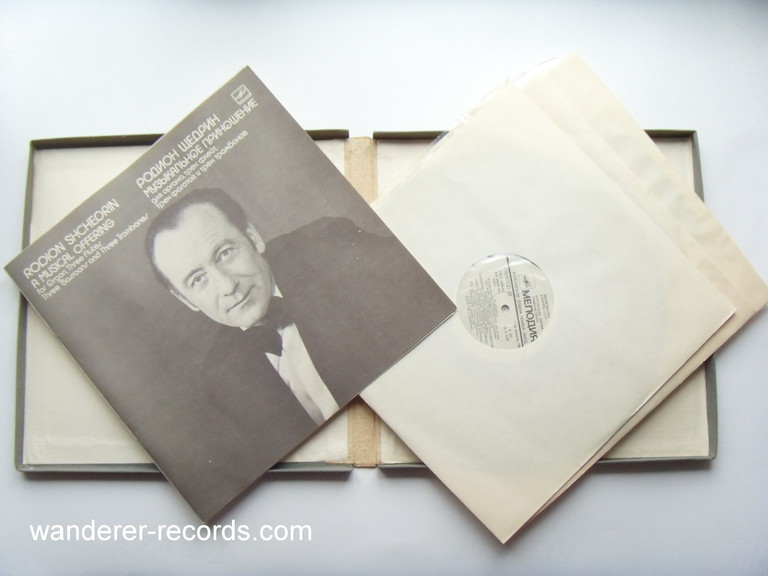 RODION SHCHEDRIN
A MUSICAL OFFERING
for Organ, Three Flutes,
Three Bassoons and Three Trombones
РОДИОН ЩЕДРИН
МУЗЫКАЛЬНОЕ ПРИНОШЕНИЕ
для органа, трех флейт,
трех фаготов и трех тромбонов
МЕЛОДИЯ
wanderer-records.com